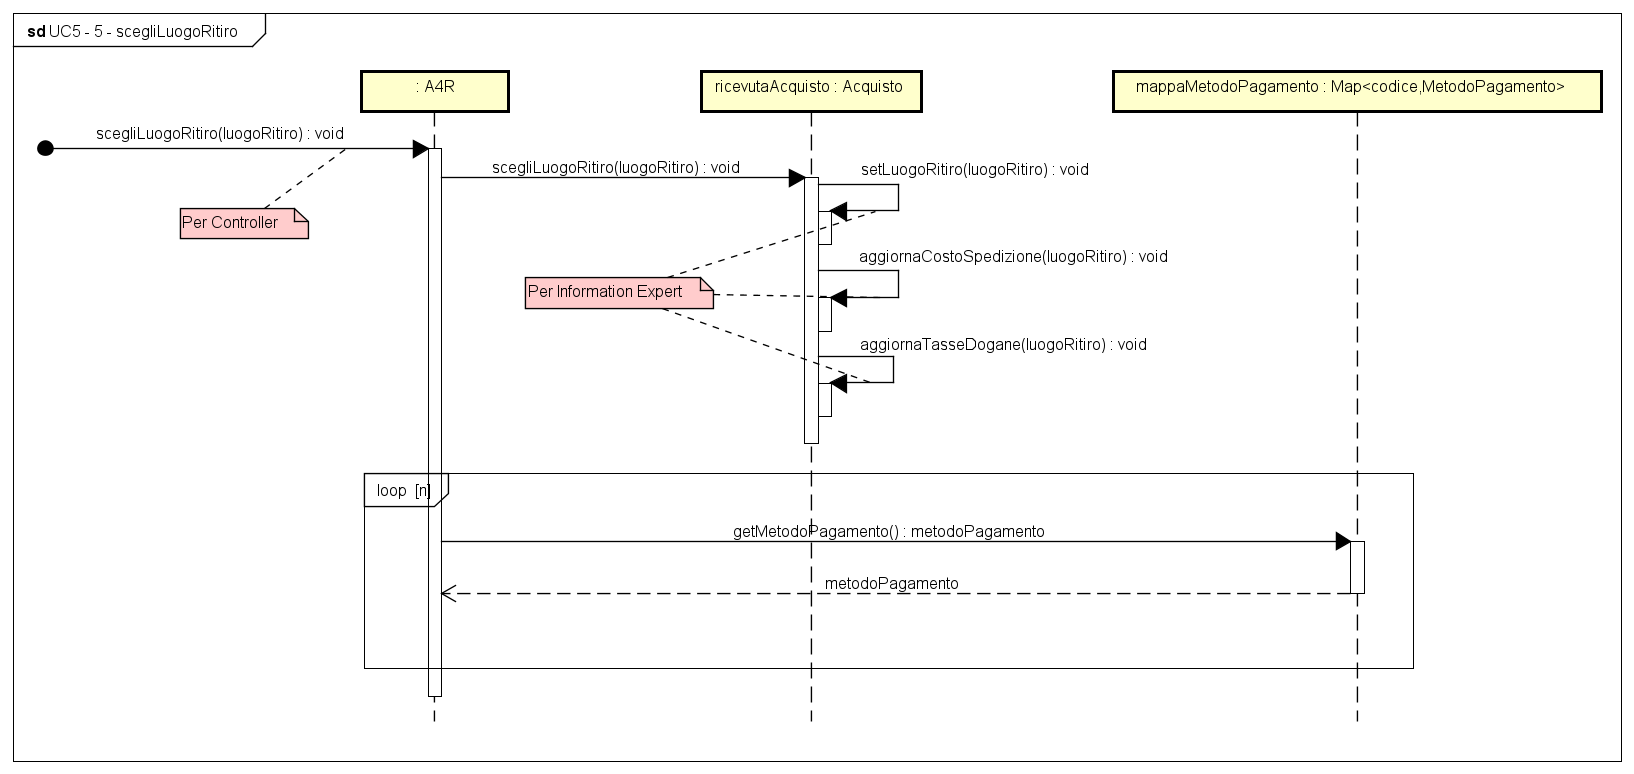 sd UC5 - 5 - scegliLuogoRitiro
: A4R
ricevutaAcquisto : Acquisto
mappaMetodoPagamento : Map<codice,MetodoPagamento>
scegliLuogoRitiro(luogoRitiro) : void
scegliLuogoRitiro(luogoRitiro) : void
setLuogoRitiro(luogoRitiro) : void
Per Controller
aggiornaCostoSpedizione(luogoRitiro) : void
Per Information Expert
aggiornaTasseDogane(luogoRitiro) : void
loop [n]
getMetodoPagamento() : metodoPagamento
metodoPagamento